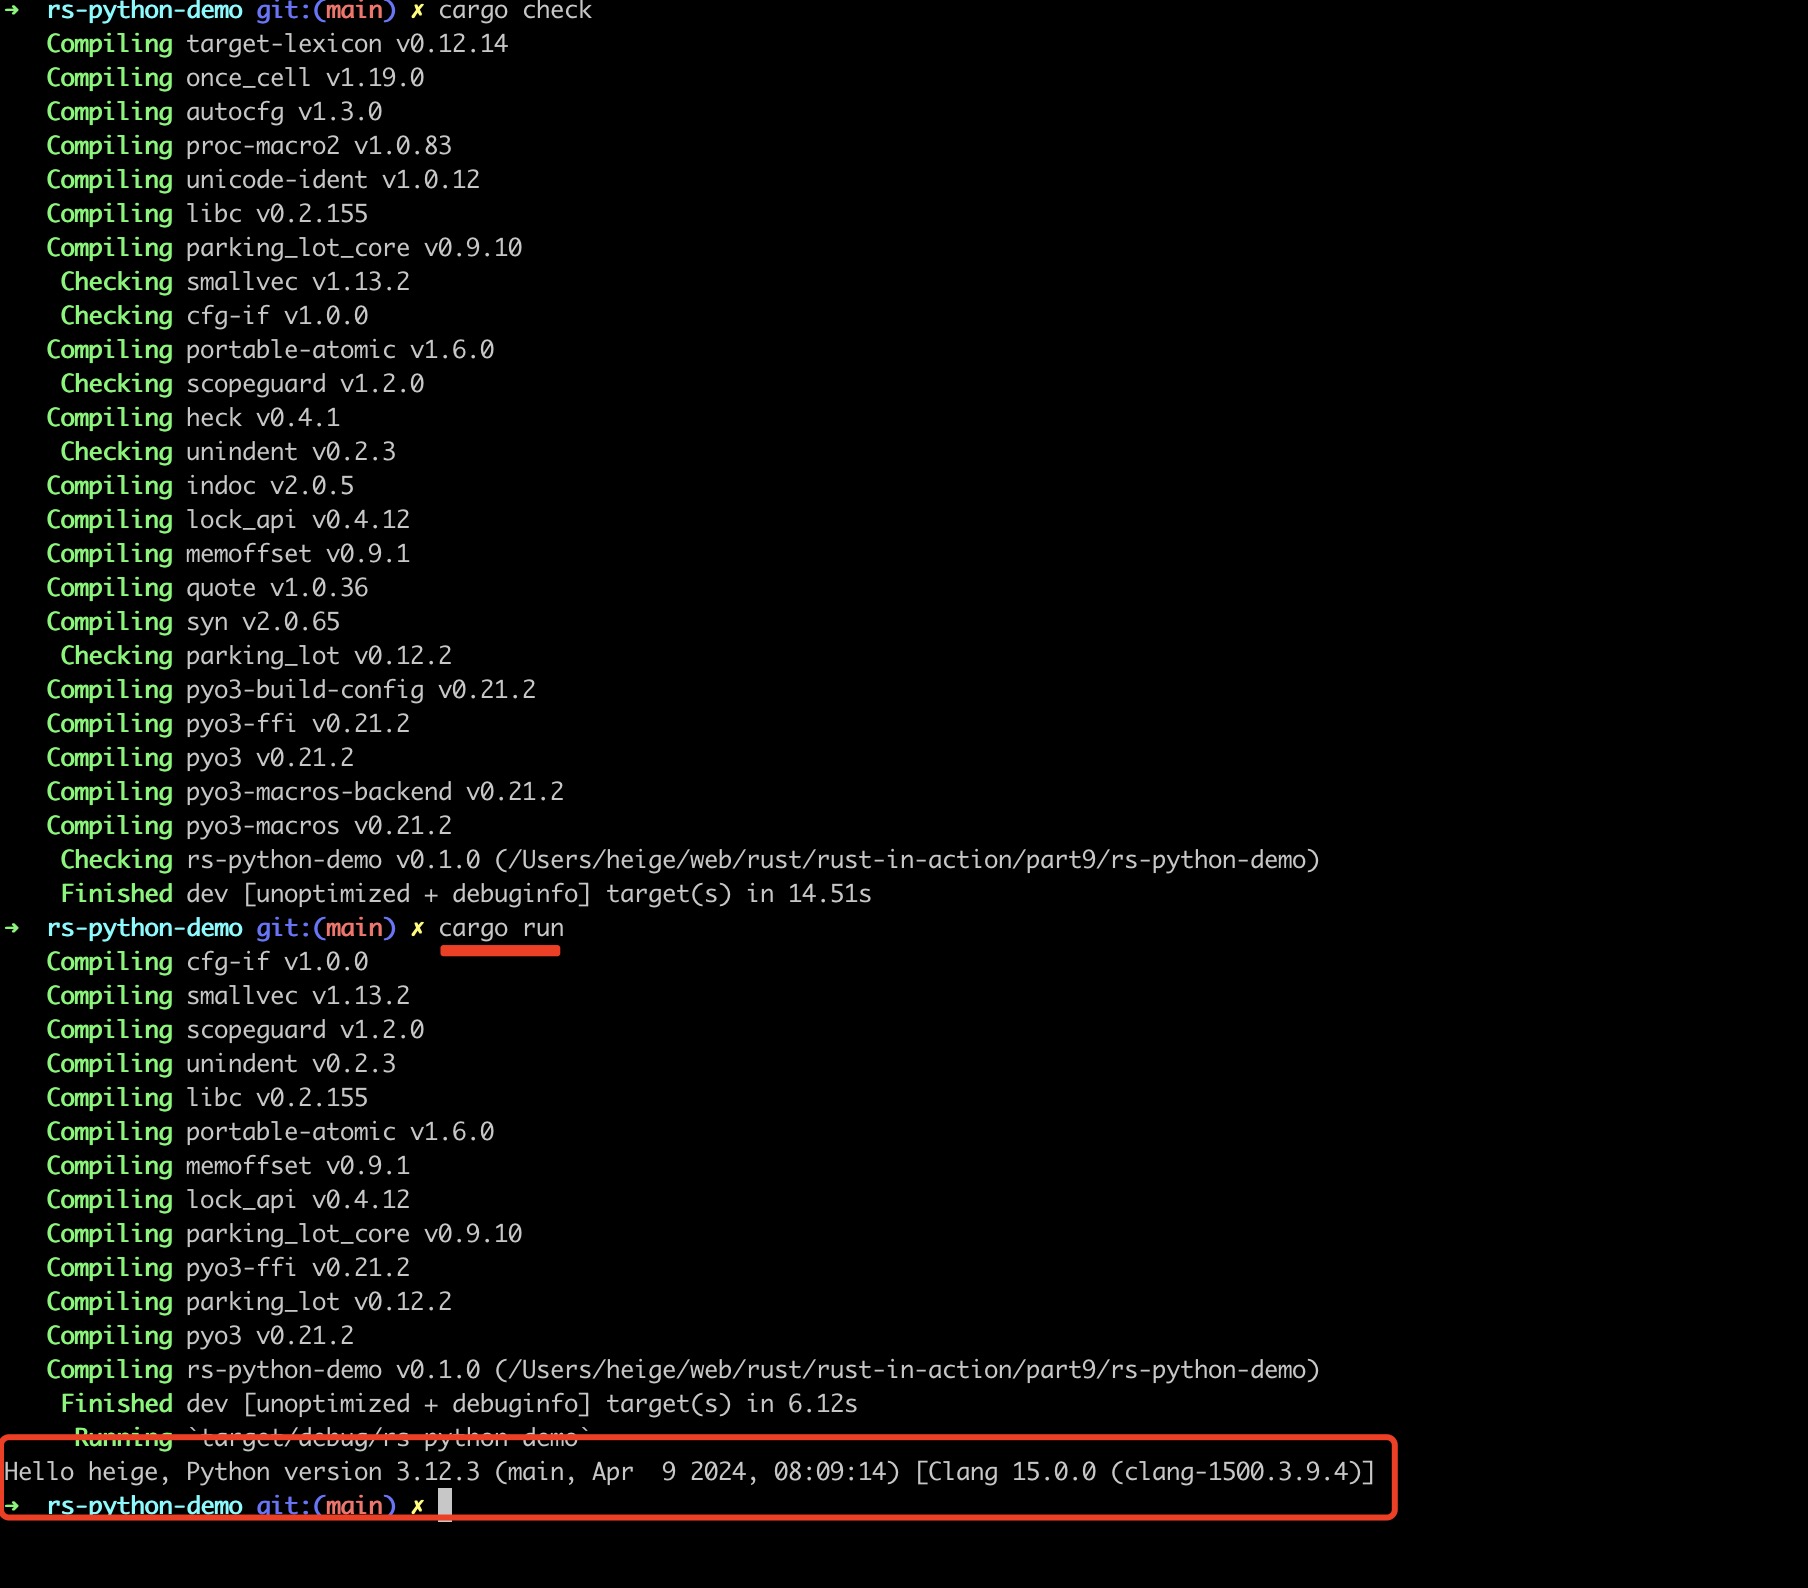 ➜  rs-python-demo git:(main) ✗ cargo check
   Compiling target-lexicon v0.12.14
   Compiling once_cell v1.19.0
   Compiling autocfg v1.3.0
   Compiling proc-macro2 v1.0.83
   Compiling unicode-ident v1.0.12
   Compiling libc v0.2.155
   Compiling parking_lot_core v0.9.10
    Checking smallvec v1.13.2
    Checking cfg-if v1.0.0
   Compiling portable-atomic v1.6.0
    Checking scopeguard v1.2.0
   Compiling heck v0.4.1
    Checking unindent v0.2.3
   Compiling indoc v2.0.5
   Compiling lock_api v0.4.12
   Compiling memoffset v0.9.1
   Compiling quote v1.0.36
   Compiling syn v2.0.65
    Checking parking_lot v0.12.2
   Compiling pyo3-build-config v0.21.2
   Compiling pyo3-ffi v0.21.2
   Compiling pyo3 v0.21.2
   Compiling pyo3-macros-backend v0.21.2
   Compiling pyo3-macros v0.21.2
    Checking rs-python-demo v0.1.0 (/Users/heige/web/rust/rust-in-action/part9/rs-python-demo)
    Finished dev [unoptimized + debuginfo] target(s) in 14.51s
➜  rs-python-demo git:(main) ✗ cargo run
   Compiling cfg-if v1.0.0
   Compiling smallvec v1.13.2
   Compiling scopeguard v1.2.0
   Compiling unindent v0.2.3
   Compiling libc v0.2.155
   Compiling portable-atomic v1.6.0
   Compiling memoffset v0.9.1
   Compiling lock_api v0.4.12
   Compiling parking_lot_core v0.9.10
   Compiling pyo3-ffi v0.21.2
   Compiling parking_lot v0.12.2
   Compiling pyo3 v0.21.2
   Compiling rs-python-demo v0.1.0 (/Users/heige/web/rust/rust-in-action/part9/rs-python-demo)
    Finished dev [unoptimized + debuginfo] target(s) in 6.12s
     Running `target/debug/rs-python-demo`
Hello heige, Python version 3.12.3 (main, Apr  9 2024, 08:09:14) [Clang 15.0.0 (clang-1500.3.9.4)]
➜  rs-python-demo git:(main) ✗